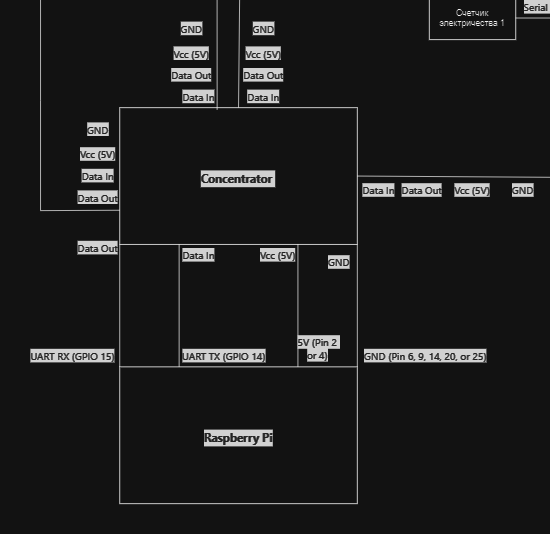 Serial
Счетчик
электричества 1
GND
GND
Vcc (5V)
Vcc (5V)
Data Out
Data Out
Data In
Data In
GND
Vcc (5V)
Data In
Data Out
Concentrator
Data In
Data Out
Vcc (5V)
GND
Data Out
Data In
Vcc (5V)
GND
UART RX (GPIO 15)
UART TX (GPIO 14)
5V (Pin 2
or 4)
GND (Pin 6, 9, 14, 20, or 25)
Raspberry Pi